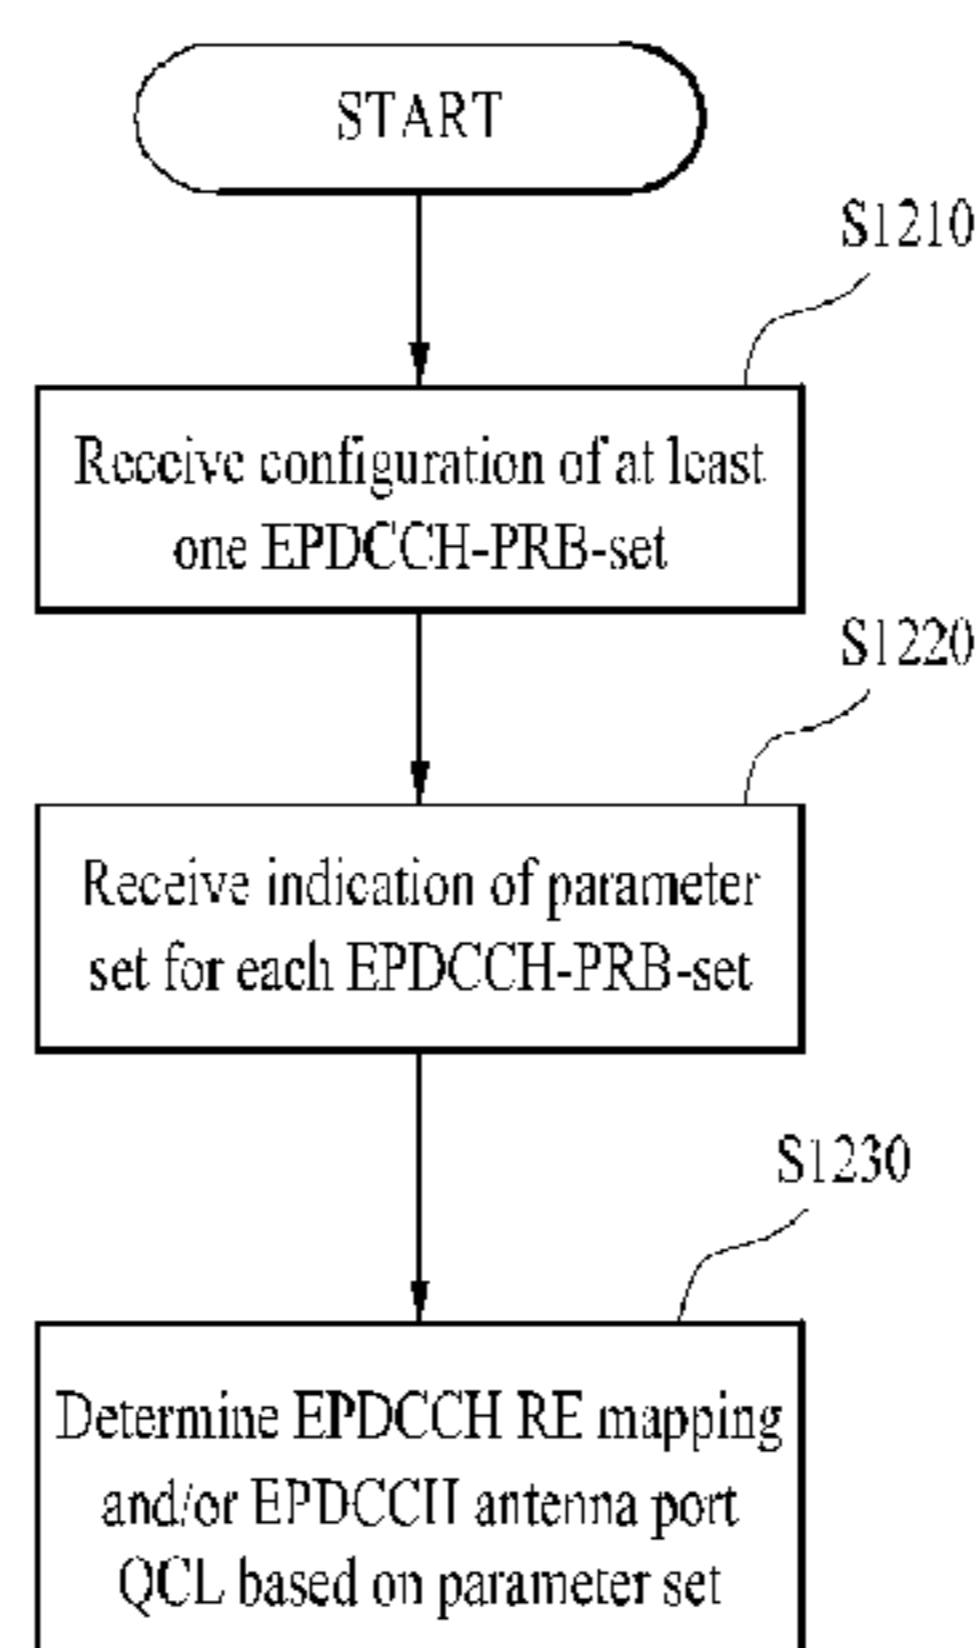 START
S1210
Receive configuration of at least
one EPDCCH-PRB-set
S1220
Receive indication of parameter
set for each EPDCCH-PRB-set
S1230
Determine EPDCCH RE mapping
and/or EPDCCH antenna port
QCL based on parameter set